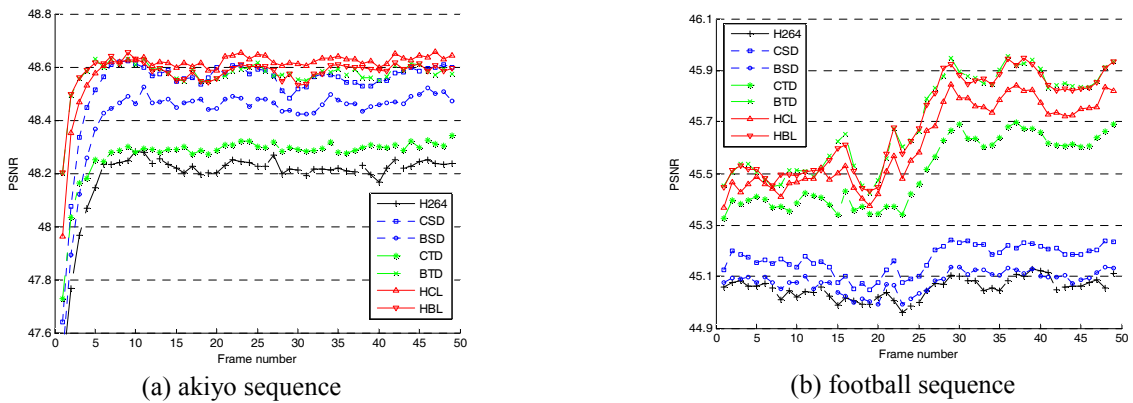 48.8
48.6
48.4
48.2
48
47.8
47.6
PSNR
0 5 10 15 20 25 30 35 40 45 50
Frame number
H264
CSD
BSD
CTD
BTD
HCL
HBL
(a) akiyo sequence
46.1
45.9
45.7
45.5
45.3
45.1
44.9
PSNR
0 5 10 15 20 25 30 35 40 45 50
Frame number
H264
CSD
BSD
CTD
BTD
HCL
HBL
(b) football sequence